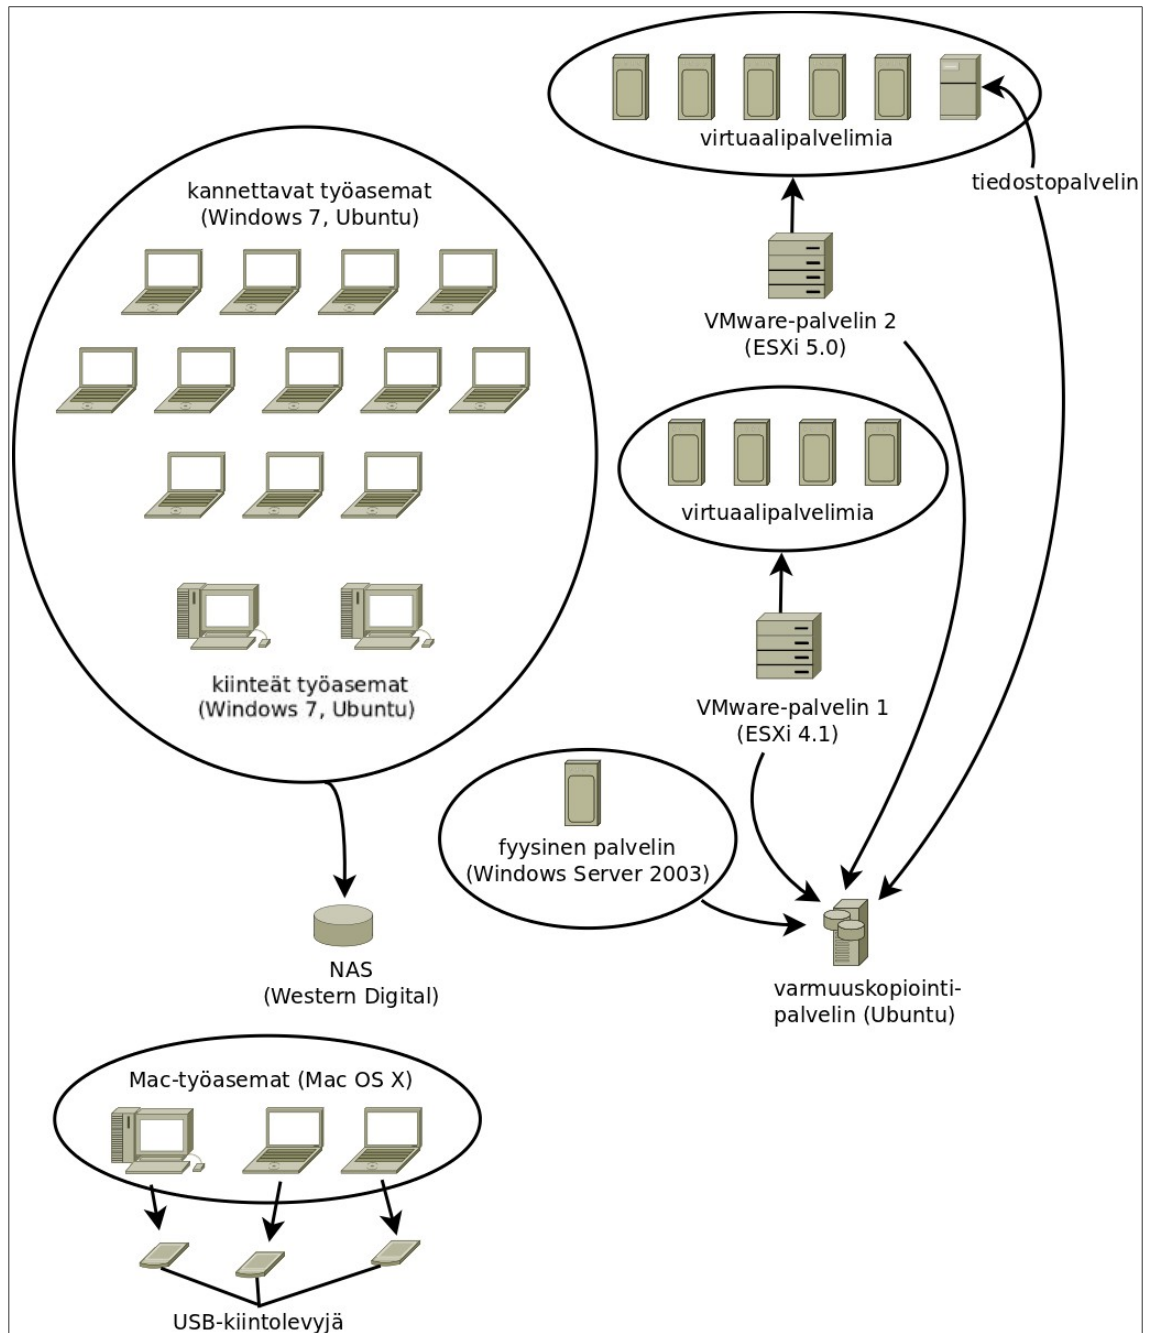 virtuaalipalvelimia
tiedostopalvelin
kannettavat työasemat
(Windows 7, Ubuntu)
VMware-palvelin 2
(ESXi 5.0)
virtuaalipalvelimia
kiinteät työasemat
(Windows 7, Ubuntu)
VMware-palvelin 1
(ESXi 4.1)
fyysinen palvelin
(Windows Server 2003)
NAS
(Western Digital)
varmuuskopiointi-
palvelin (Ubuntu)
Mac-työasemat (Mac OS X)
USB-kiintolevyjä